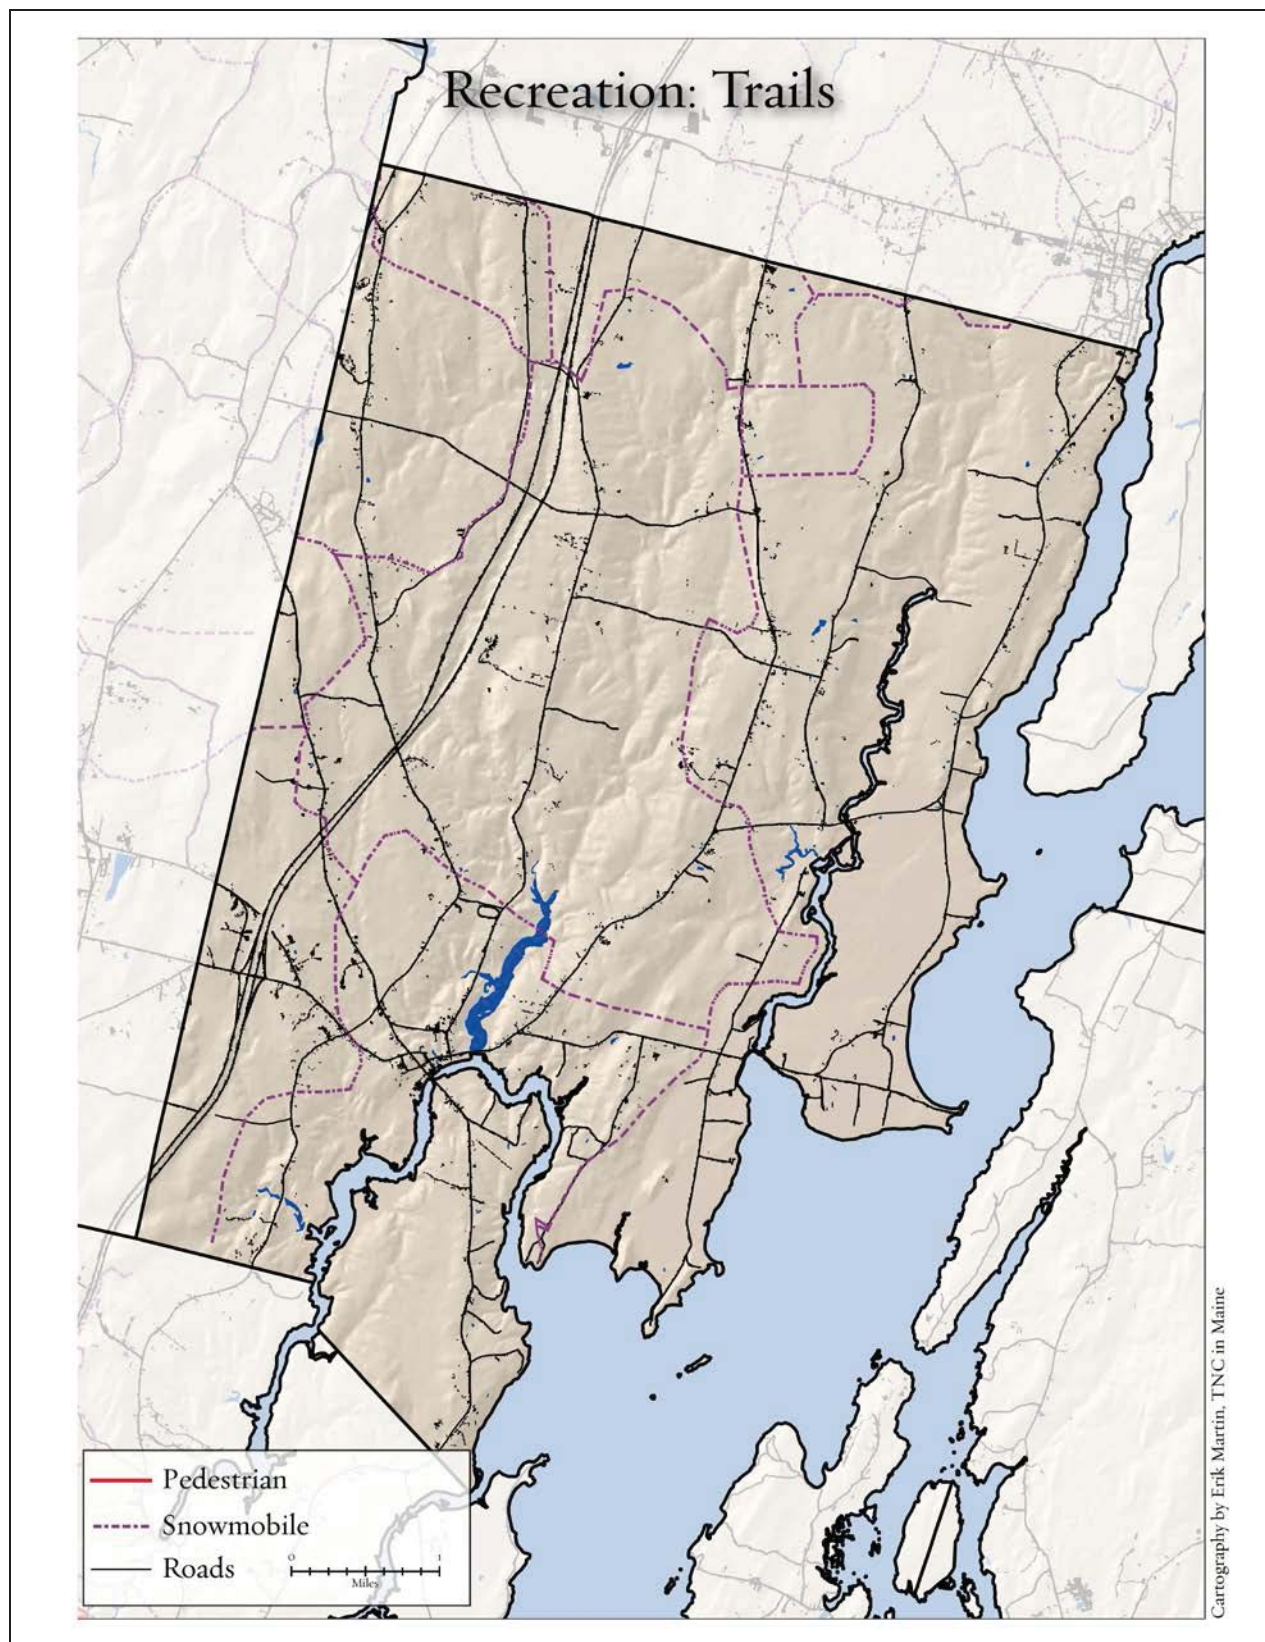 Recreation: Trails
Pedestrian
Snowmobile
Roads
0 1
Miles
Cartography by Erik Martin, TNC in Maine